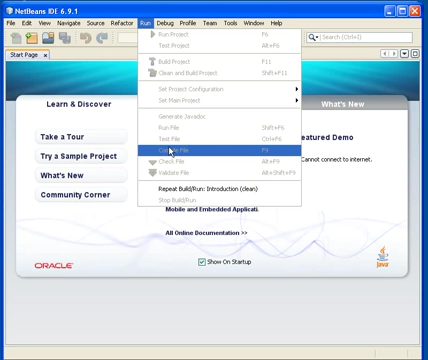 NetBeans IDE 6.9.1
File Edit View Navigate Source Refactor Run Debug Profile Team Tools Window Help
Search (Ctrl+I)
Start Page
Run Project F6
Test Project Alt+F6
Build Project F11
Clean and Build Project Shift+F11
Set Project Configuration
Set Main Project
Generate Javadoc
Run File Shift+F6
Test File Ctrl+F6
Compile File F9
Check File Alt+F9
Validate File Alt+Shift+F9
Repeat Build/Run: Introduction (clean)
Stop Build/Run
Learn & Discover
What's New
Take a Tour
Try a Sample Project
What's New
Community Corner
eatured Demo
Cannot connect to internet.
Mobile and Embedded Applicati
All Online Documentation >>
Show On Startup
ORACLE
Java